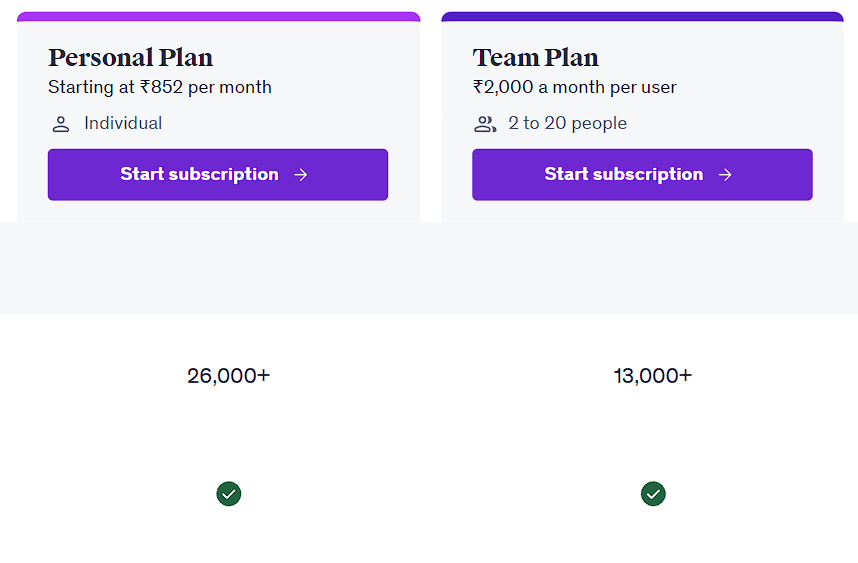 Personal Plan
Starting at ₹852 per month
Individual
Start subscription →
Team Plan
₹2,000 a month per user
2 to 20 people
Start subscription →
26,000+
13,000+